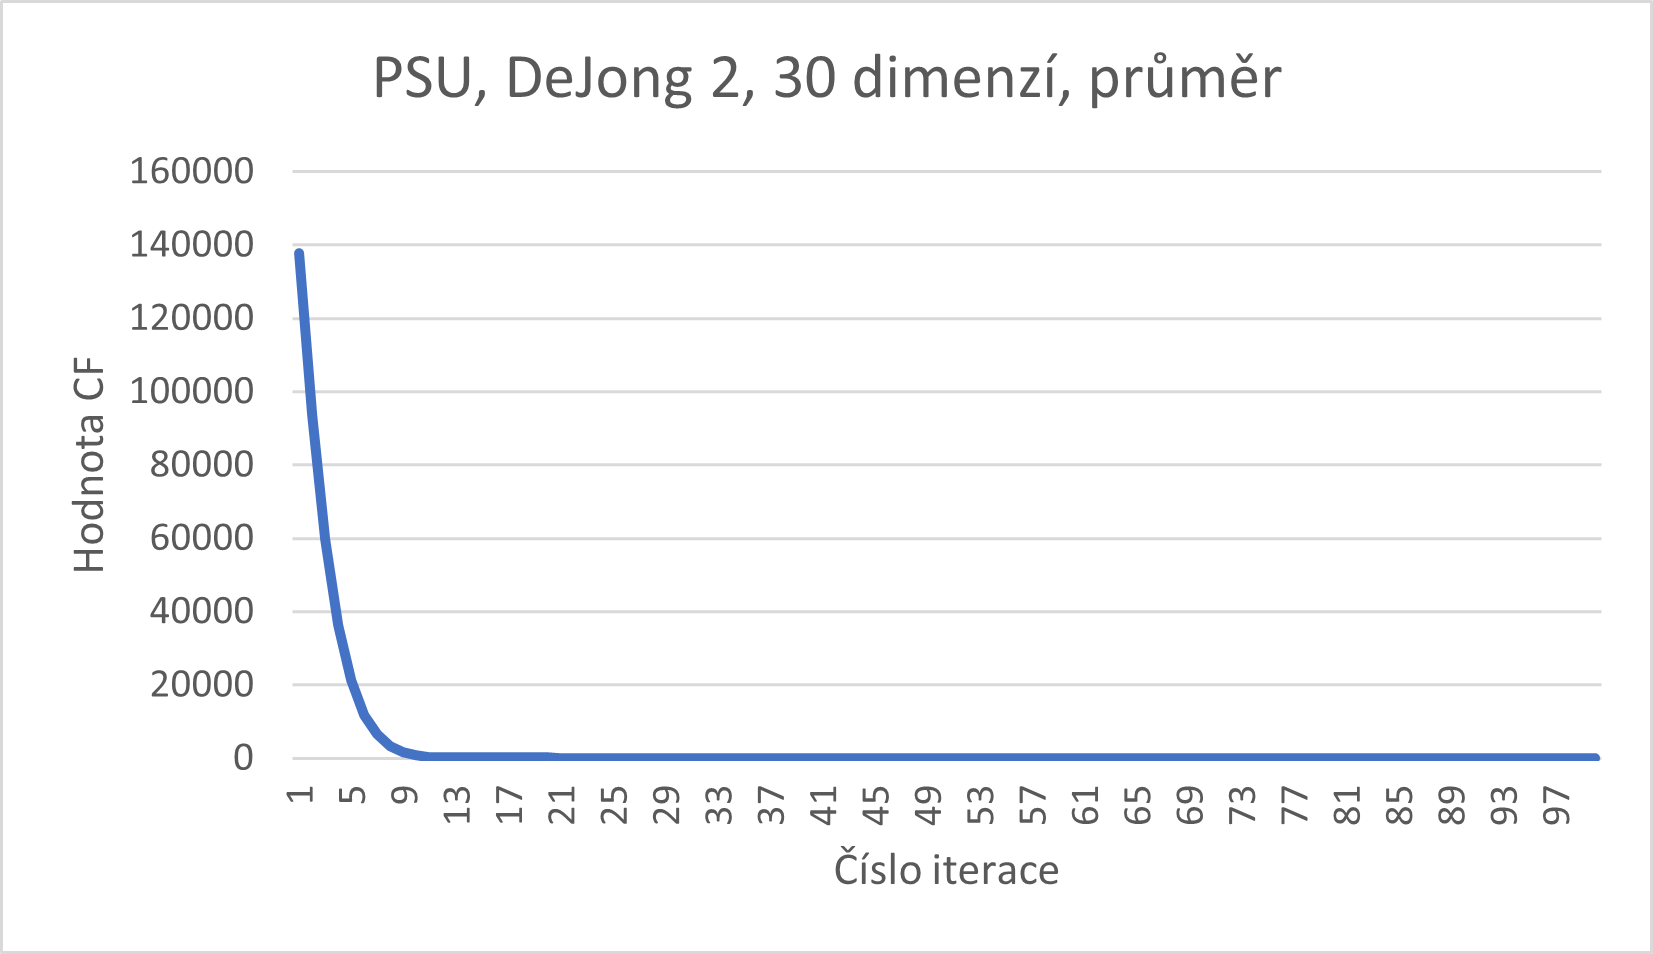 PSU, DeJong 2, 30 dimenzí, průměr
160000
140000
120000
100000
80000
60000
40000
20000
0
Hodnota CF
1 5 9 13 17 21 25 29 33 37 41 45 49 53 57 61 65 69 73 77 81 85 89 93 97
Číslo iterace